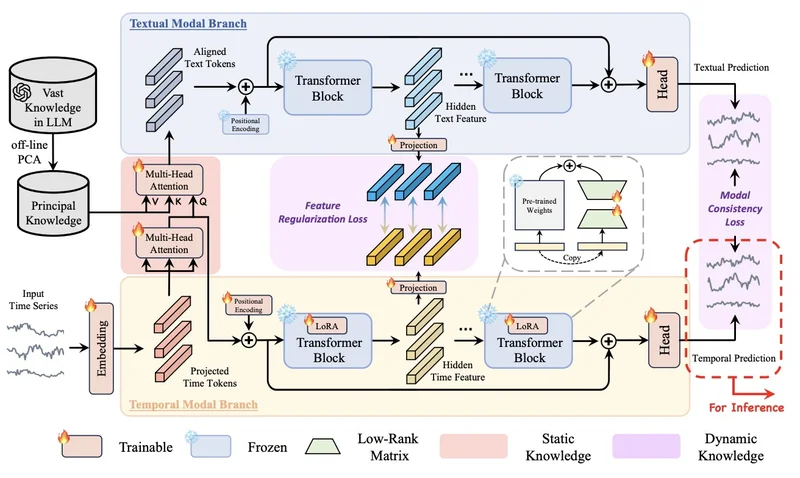 Textual Modal Branch
Aligned
Text Tokens
Positional
Encoding
Transformer
Block
Hidden
Text Feature
...
Transformer
Block
Head
Textual Prediction
Vast
Knowledge
in LLM
off-line
PCA
Principal
Knowledge
Multi-Head
Attention
V K Q
Multi-Head
Attention
Projection
Feature
Regularization Loss
Pre-trained
Weights
Copy
Modal
Consistency
Loss
Input
Time Series
Embedding
Projected
Time Tokens
Positional
Encoding
LoRA
Transformer
Block
Projection
Hidden
Time Feature
...
LoRA
Transformer
Block
Head
Temporal Prediction
Temporal Modal Branch
For Inference
Trainable
Frozen
Low-Rank
Matrix
Static
Knowledge
Dynamic
Knowledge